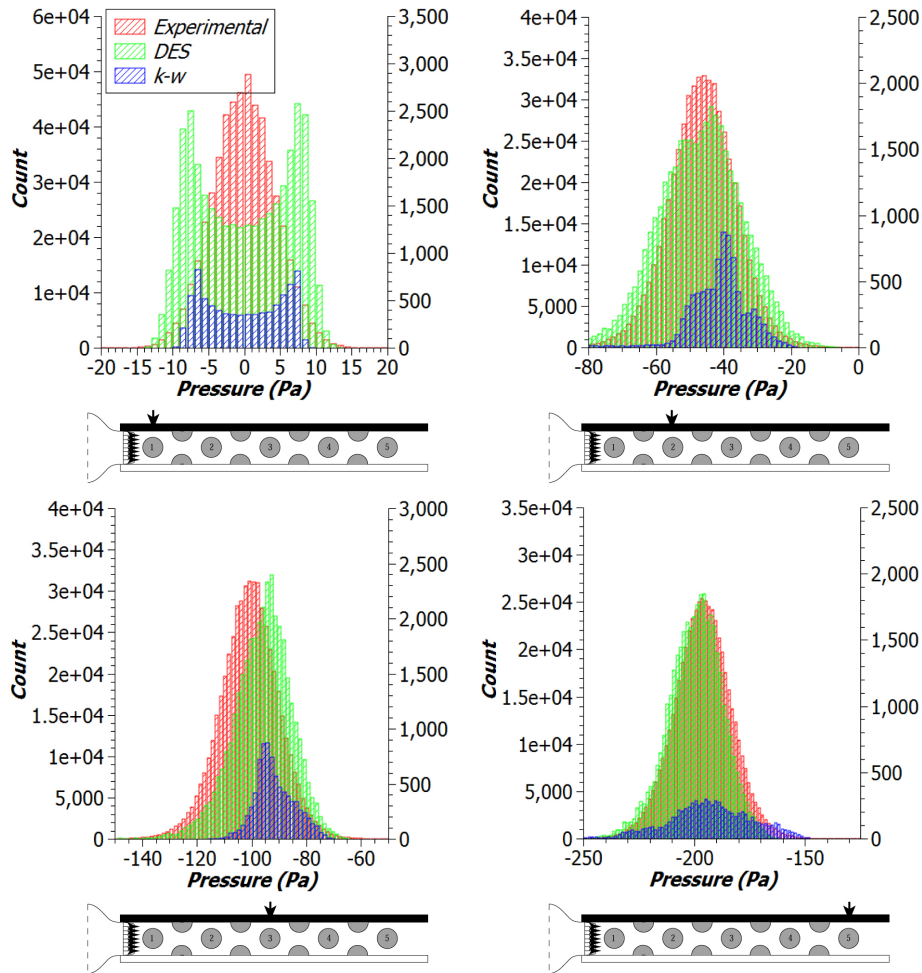 Experimental
DES
k-w
6e+04
5e+04
4e+04
3e+04
2e+04
1e+04
0
Count
3,500
3,000
2,500
2,000
1,500
1,000
500
0
-20 -15 -10 -5 0 5 10 15 20
Pressure (Pa)
4e+04
3.5e+04
3e+04
2.5e+04
2e+04
1.5e+04
1e+04
5,000
0
Count
2,500
2,000
1,500
1,000
500
0
-80 -60 -40 -20 0
Pressure (Pa)
1 2 3 4 5
1 2 3 4 5
4e+04
3.5e+04
3e+04
2.5e+04
2e+04
1.5e+04
1e+04
5,000
0
Count
3,000
2,500
2,000
1,500
1,000
500
0
-140 -120 -100 -80 -60
Pressure (Pa)
3.5e+04
3e+04
2.5e+04
2e+04
1.5e+04
1e+04
5,000
0
Count
2,500
2,000
1,500
1,000
500
0
-250 -200 -150
Pressure (Pa)
1 2 3 4 5
1 2 3 4 5